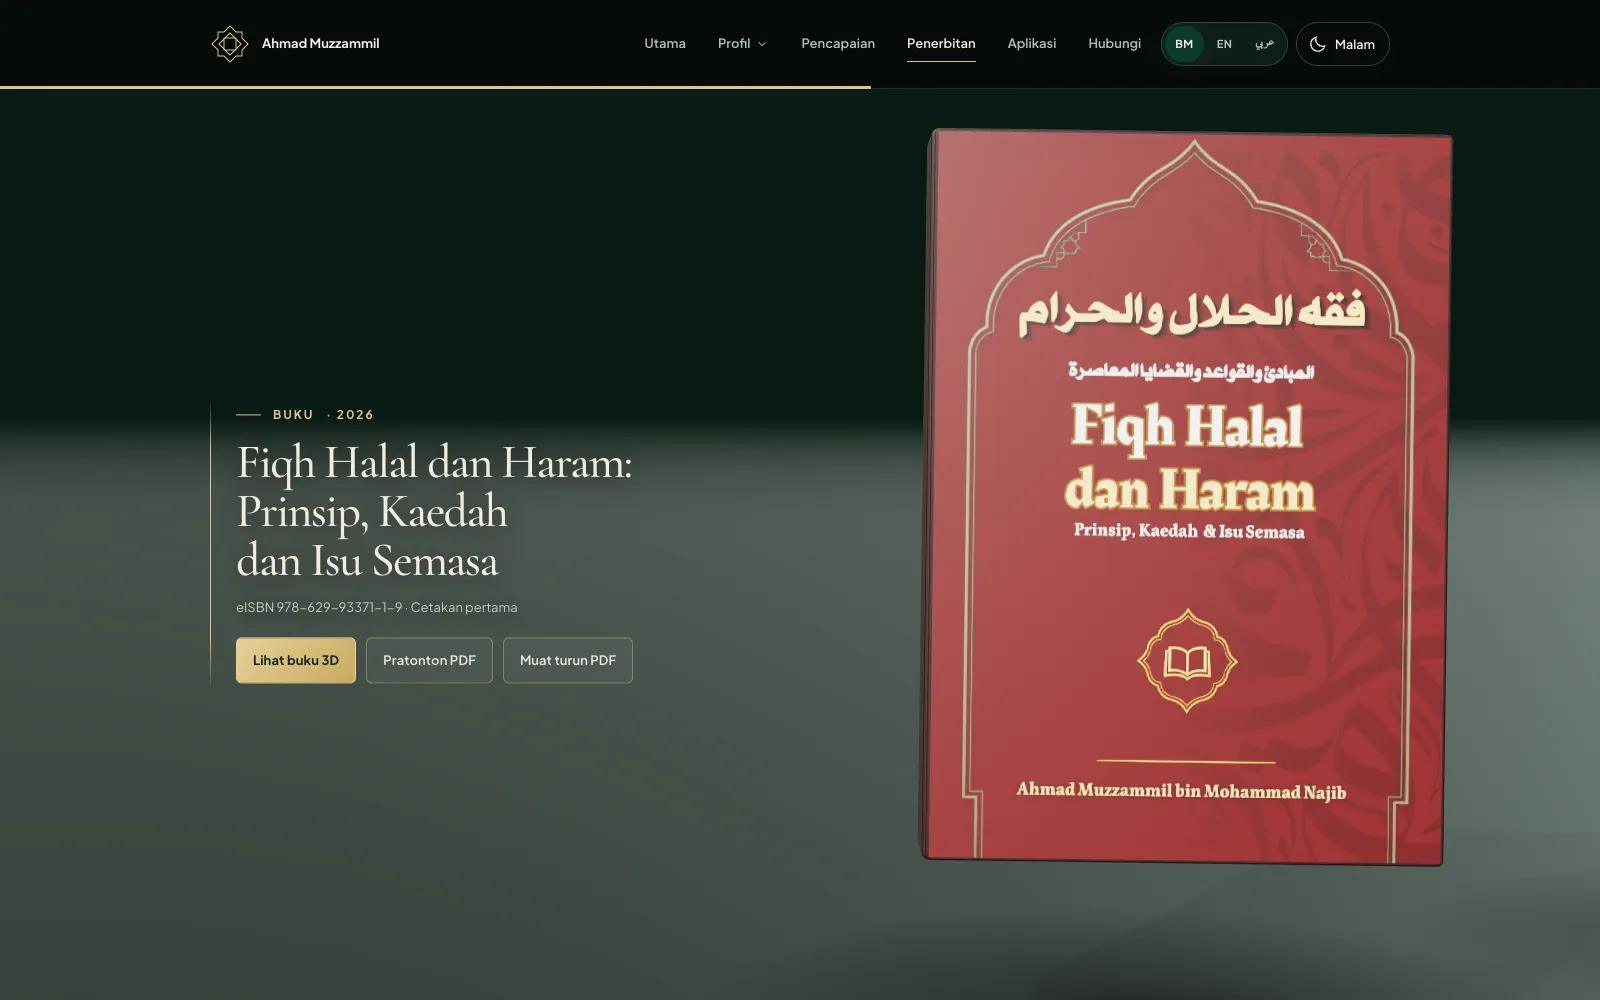 Ahmad Muzzammil
Utama
Profil
Pencapaian
Penerbitan
Aplikasi
Hubungi
BM
EN
عربي
Malam
BUKU · 2026
Fiqh Halal dan Haram:
Prinsip, Kaedah
dan Isu Semasa
eISBN 978-629-93371-1-9 · Cetakan pertama
Lihat buku 3D
Pratonton PDF
Muat turun PDF
فقه الحلال والحرام
المبادئ والقواعد والقضايا المعاصرة
Fiqh Halal
dan Haram
Prinsip, Kaedah & Isu Semasa
Ahmad Muzzammil bin Mohammad Najib